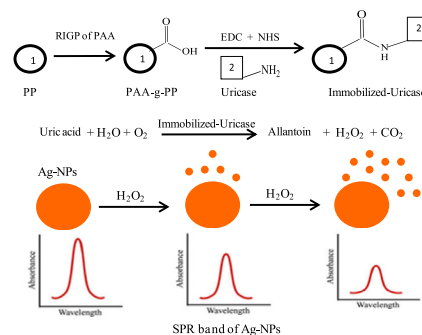 RIGP of PAA
EDC + NHS
1
1
O
OH
2
NH2
1
O
N
H
2
PP
PAA-g-PP
Uricase
Immobilized-Uricase
Immobilized-Uricase
Uric acid + H2O + O2
Allantoin + H2O2 + CO2
Ag-NPs
H2O2
H2O2
Absorbance
Wavelength
Absorbance
Wavelength
Absorbance
Wavelength
SPR band of Ag-NPs